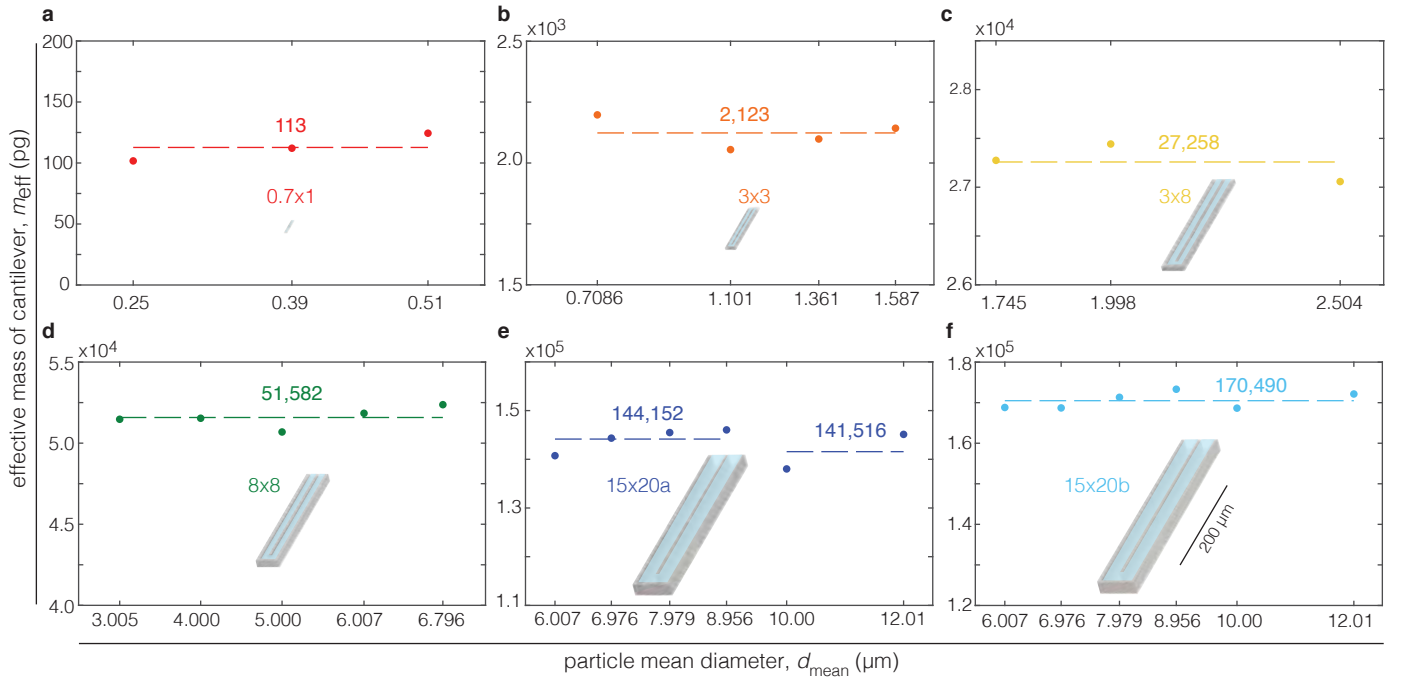 effective mass of cantilever, meff (pg)
a
200
150
100
50
0
113
0.7x1
0.25
0.39
0.51
b
x10³
2.5
2.0
1.5
2,123
3x3
0.7086
1.101
1.361
1.587
c
x10⁴
2.8
2.7
2.6
27,258
3x8
1.745
1.998
2.504
d
x10⁴
5.5
5.0
4.5
4.0
51,582
8x8
3.005
4.000
5.000
6.007
6.796
e
x10⁵
1.5
1.3
1.1
144,152
141,516
15x20a
6.007
6.976
7.979
8.956
10.00
12.01
f
x10⁵
1.8
1.6
1.4
1.2
170,490
15x20b
200 µm
6.007
6.976
7.979
8.956
10.00
12.01
particle mean diameter, dmean (µm)